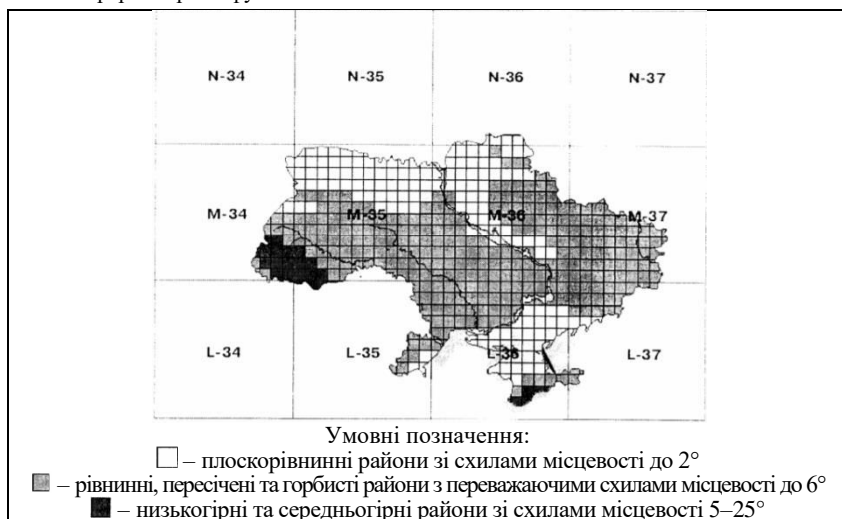 N-34 N-35 N-36 N-37
M-34 M-35 M-36 M-37
L-34 L-35 L-36 L-37
Умовні позначення:
– плоскорівнинні райони зі схилами місцевості до 2°
– рівнинні, пересічені та горбисті райони з переважаючими схилами місцевості до 6°
– низькогірні та середньогірні райони зі схилами місцевості 5–25°